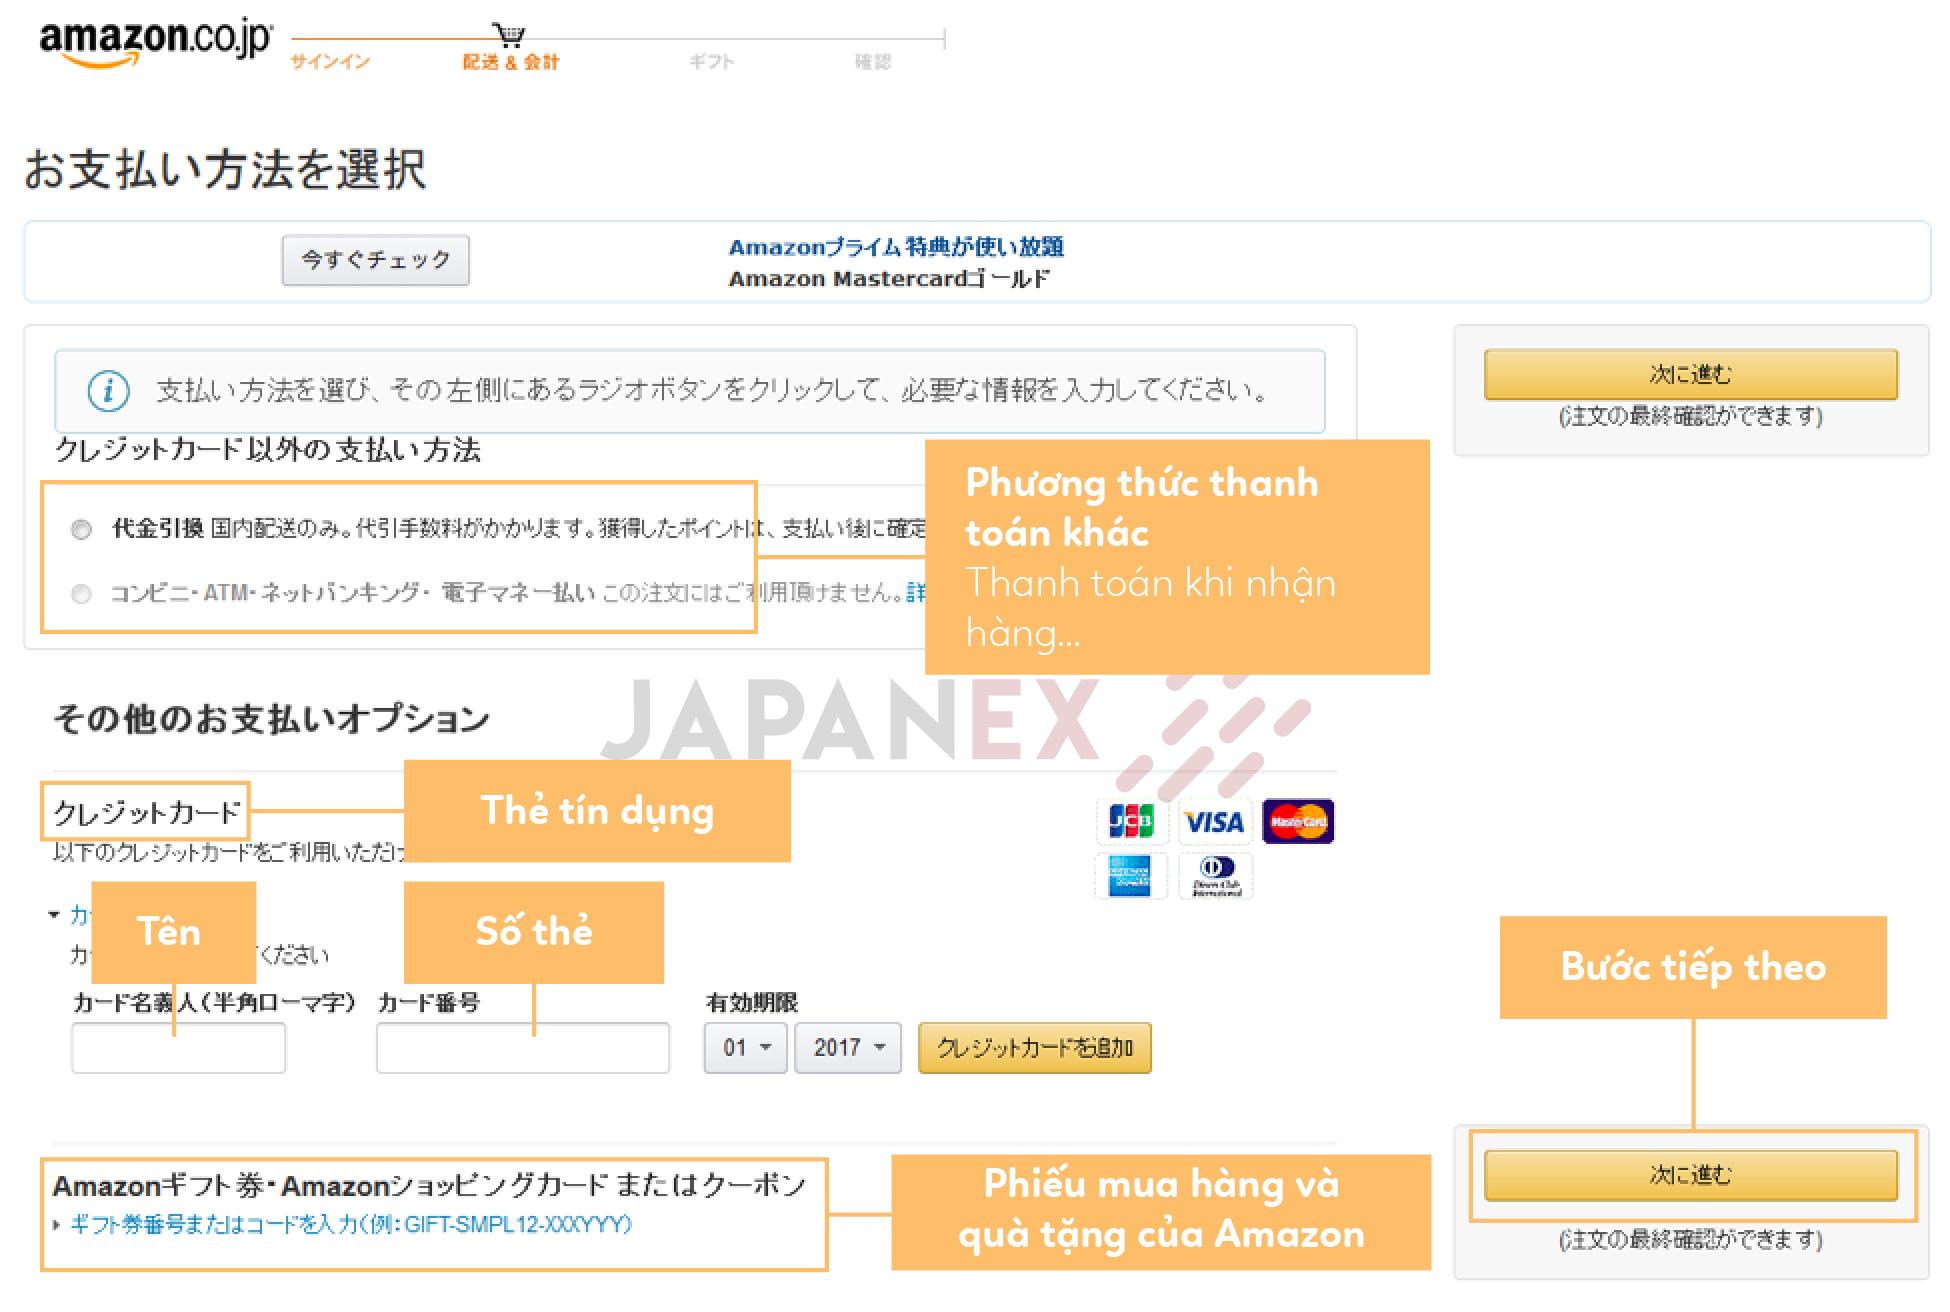 amazon.co.jp
サインイン
配送 & 会計
ギフト
確認
お支払い方法を選択
今すぐチェック
Amazonプライム特典が使い放題
Amazon Mastercardゴールド
支払い方法を選び、その左側にあるラジオボタンをクリックして、必要な情報を入力してください。
次に進む
(注文の最終確認ができます)
クレジットカード以外の支払い方法
代金引換 国内配送のみ。代引手数料がかかります。獲得したポイントは、支払い後に確定
コンビニ・ATM・ネットバンキング・電子マネー払い この注文にはご利用頂けません。詳
Phương thức thanh
toán khác
Thanh toán khi nhận
hàng...
JAPANEX
その他のお支払いオプション
クレジットカード
Thẻ tín dụng
以下のクレジットカードをご利用いただけ
JCB
VISA
MasterCard
Diners Club
International
カ
Tên
Số thẻ
カ
ください
カード名義人(半角ローマ字)
カード番号
有効期限
01
2017
クレジットカードを追加
Bước tiếp theo
Amazonギフト券・Amazonショッピングカード またはクーポン
ギフト券番号またはコードを入力(例:GIFT-SMPL12-XXXYYY)
Phiếu mua hàng và
quà tặng của Amazon
次に進む
(注文の最終確認ができます)